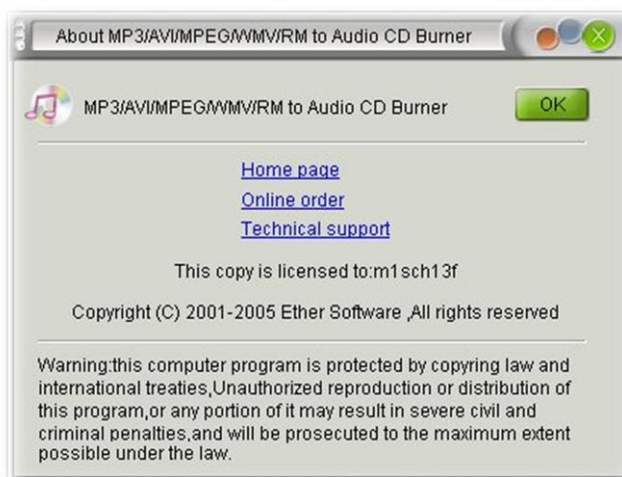 About MP3/AVI/MPEG/WMV/RM to Audio CD Burner
MP3/AVI/MPEG/WMV/RM to Audio CD Burner
OK
Home page
Online order
Technical support
This copy is licensed to:m1sch13f
Copyright (C) 2001-2005 Ether Software ,All rights reserved
Warning:this computer program is protected by copyring law and
international treaties,Unauthorized reproduction or distribution of
this program,or any portion of it may result in severe civil and
criminal penalties,and will be prosecuted to the maximum extent
possible under the law.